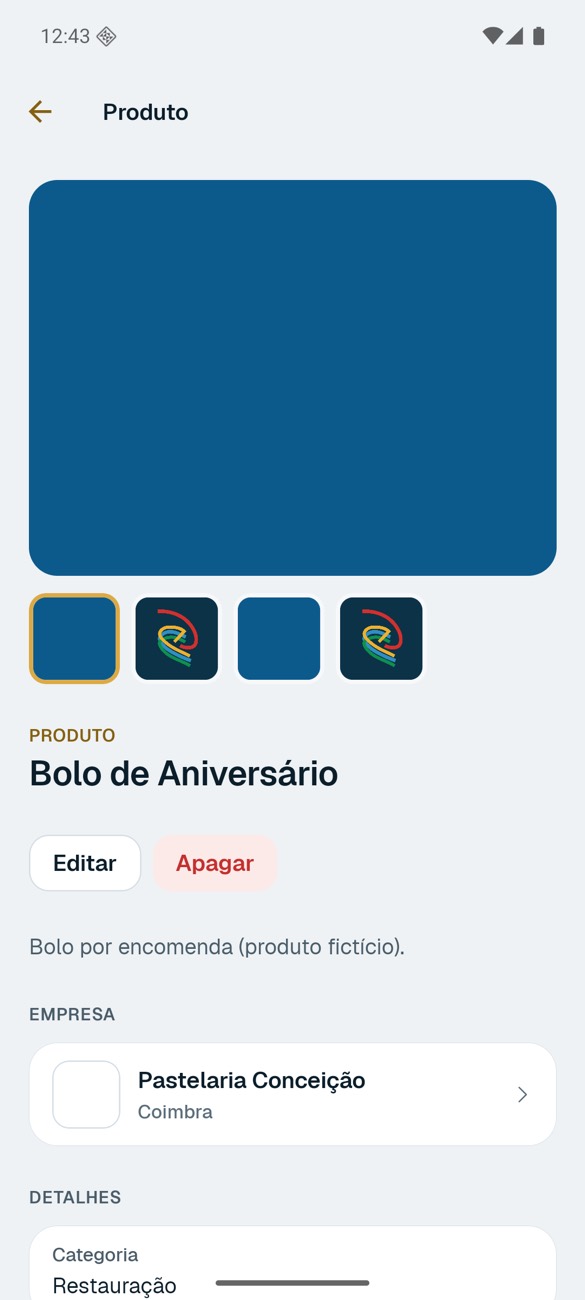 12:43
Produto
PRODUTO
Bolo de Aniversário
Editar
Apagar
Bolo por encomenda (produto fictício).
EMPRESA
Pastelaria Conceição
Coimbra
DETALHES
Categoria
Restauração